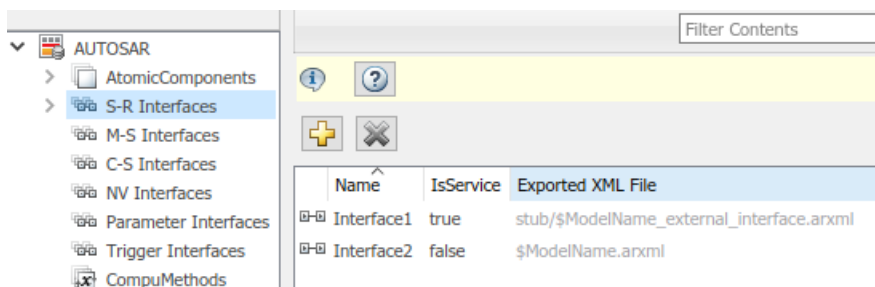 Filter Contents
AUTOSAR
AtomicComponents
S-R Interfaces
M-S Interfaces
C-S Interfaces
NV Interfaces
Parameter Interfaces
Trigger Interfaces
CompuMethods
Name IsService Exported XML File
Interface1 true stub/$ModelName_external_interface.arxml
Interface2 false $ModelName.arxml